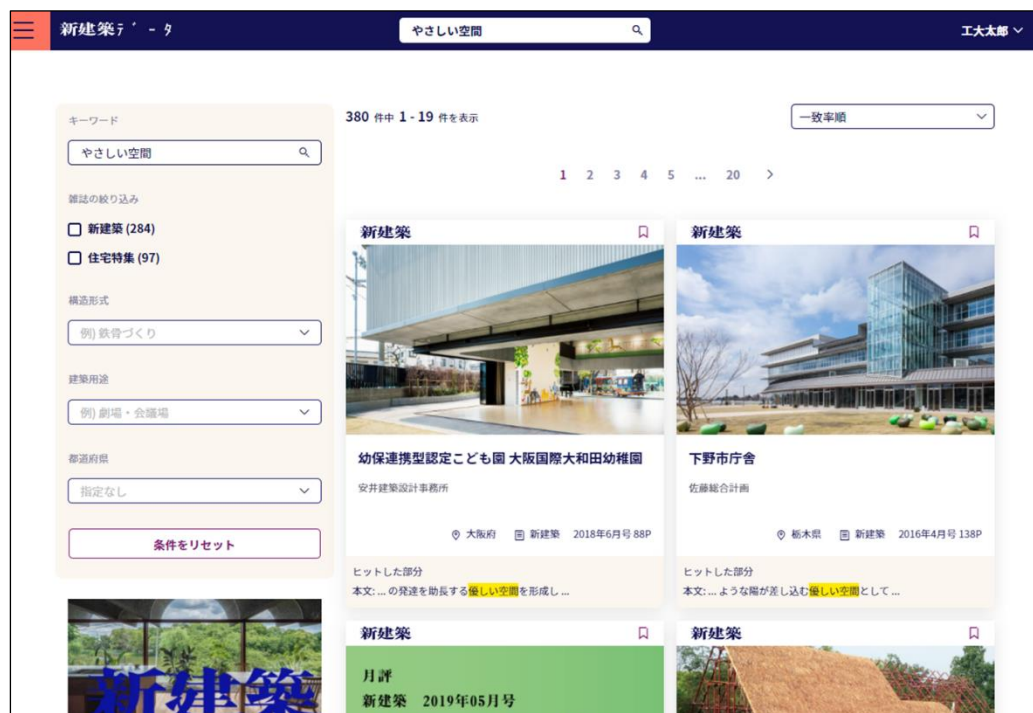 新建築ﾃﾞｰﾀ
やさしい空間
工大太郎
キーワード
やさしい空間
雑誌の絞り込み
新建築 (284)
住宅特集 (97)
構造形式
例) 鉄骨づくり
建築用途
例) 劇場・会議場
都道府県
指定なし
条件をリセット
新建築
380 件中 1 - 19 件を表示
一致率順
1 2 3 4 5 ... 20
新建築
幼保連携型認定こども園 大阪国際大和田幼稚園
安井建築設計事務所
大阪府 新建築 2018年6月号 88P
ヒットした部分
本文: ... の発達を助長する優しい空間を形成し ...
新建築
下野市庁舎
佐藤総合計画
栃木県 新建築 2016年4月号 138P
ヒットした部分
本文: ... ような陽が差し込む優しい空間として ...
新建築
月評
新建築 2019年05月号
新建築